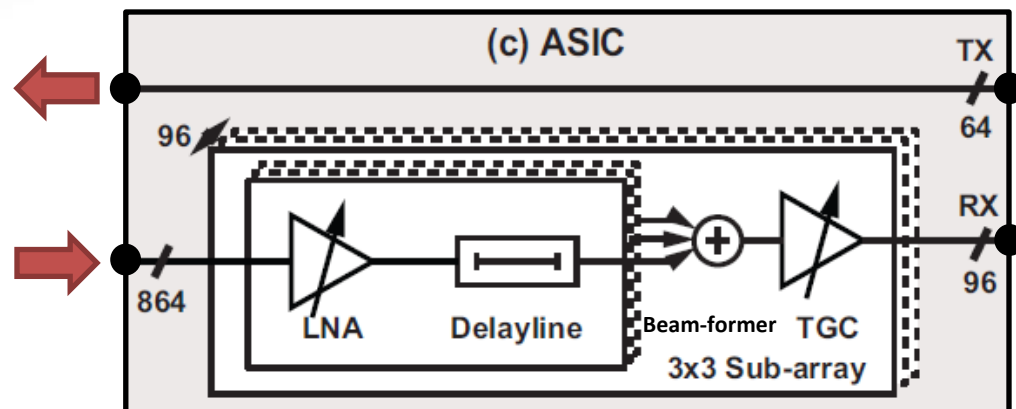 (c) ASIC
TX
64
96
RX
96
864
LNA
Delayline
Beam-former
TGC
3x3 Sub-array